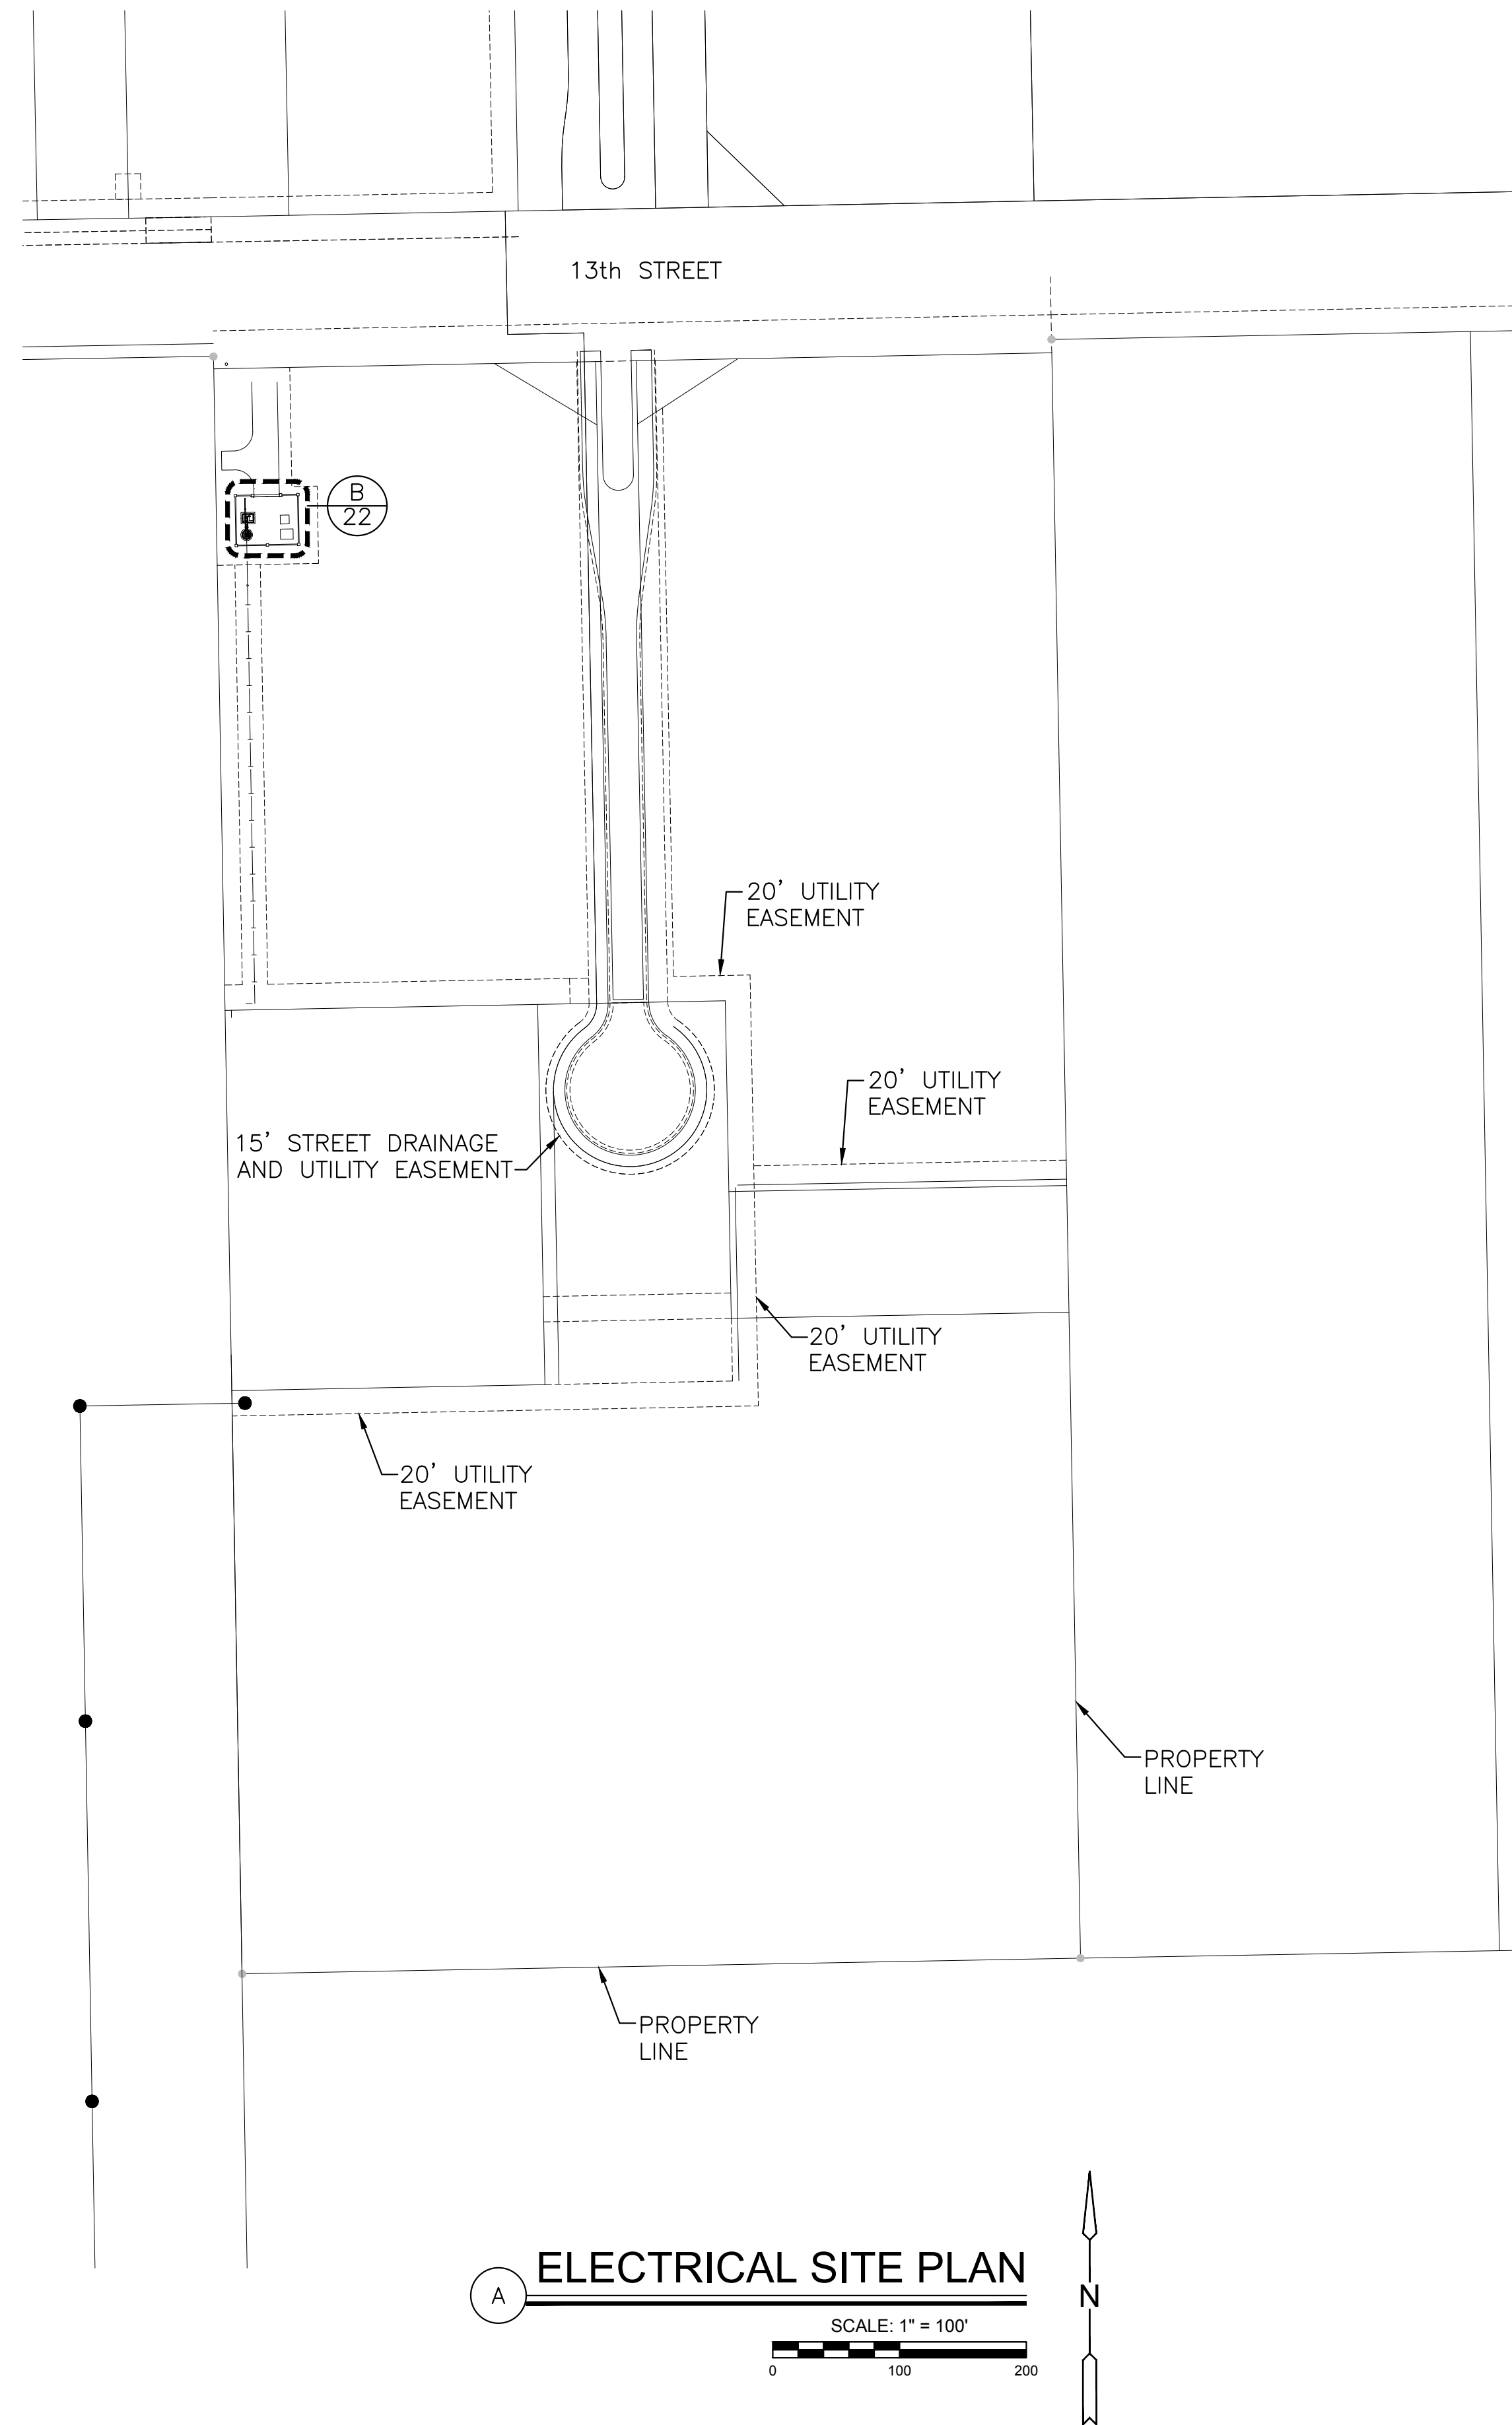 13th STREET
B
22
20' UTILITY
EASEMENT
20' UTILITY
EASEMENT
15' STREET DRAINAGE
AND UTILITY EASEMENT
20' UTILITY
EASEMENT
20' UTILITY
EASEMENT
PROPERTY
LINE
PROPERTY
LINE
A
ELECTRICAL SITE PLAN
N
SCALE: 1" = 100'
0 100 200